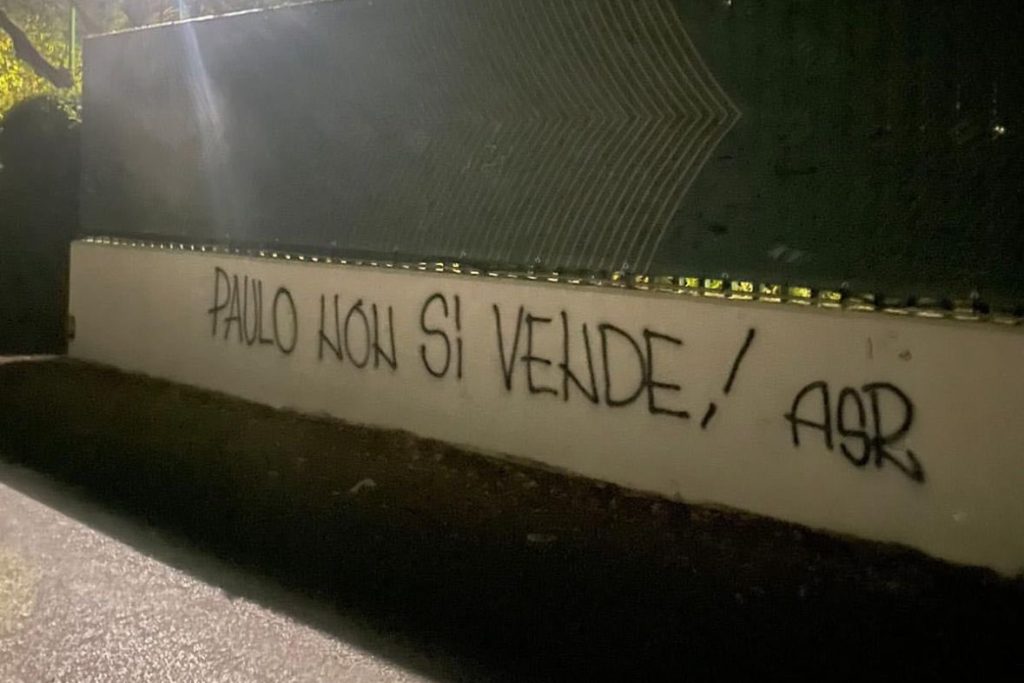 PAULO NON SI VENDE! ASR